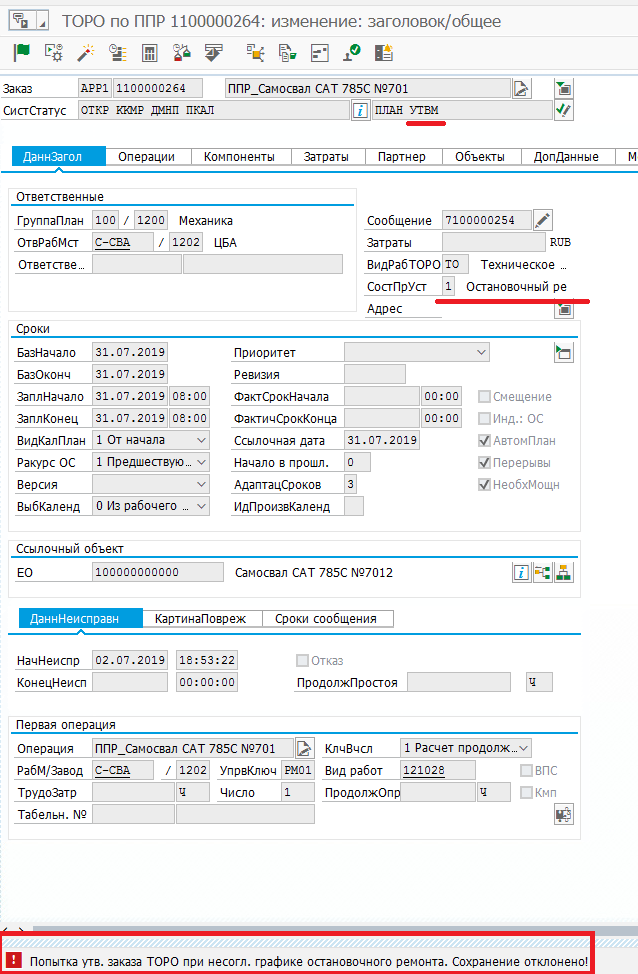 ТОРО по ППР 1100000264: изменение: заголовок/общее
Заказ APP1 1100000264 ППР_Самосвал CAT 785C №701
СистСтатус ОТКР ККМР ДМНП ПКАЛ ПЛАН УТВМ
ДаннЗагол Операции Компоненты Затраты Партнер Объекты ДопДанные М
Ответственные
ГруппаПлан 100 / 1200 Механика
ОтвРабМст С-СВА / 1202 ЦБА
Ответстве…
Сообщение 7100000254
Затраты RUB
ВидРабТОРО ТО Техническое …
СостПрУст 1 Остановочный ре
Адрес
Сроки
БазНачало 31.07.2019 Приоритет
БазОконч 31.07.2019 Ревизия
ЗаплНачало 31.07.2019 08:00 ФактСрокНачала 00:00 Смещение
ЗаплКонец 31.07.2019 08:00 ФактичСрокКонца 00:00 Инд.: ОС
ВидКалПлан 1 От начала Ссылочная дата 31.07.2019 АвтомПлан
Ракурс ОС 1 Предшествую… Начало в прошл. 0 Перерывы
Версия АдаптацСроков 3 НеобхМощн
ВыбКаленд 0 Из рабочего … ИдПроизвКаленд
Ссылочный объект
ЕО 100000000000 Самосвал CAT 785C №7012
ДаннНеисправн КартинаПовреж Сроки сообщения
НачНеиспр 02.07.2019 18:53:22 Отказ
КонецНеисп 00:00:00 ПродолжПростоя Ч
Первая операция
Операция ППР_Самосвал CAT 785C №701 КлчВчсл 1 Расчет продолж…
РабМ/Завод С-СВА / 1202 УпрвКлюч PM01 Вид работ 121028 ВПС
ТрудоЗатр Ч Число 1 ПродолжОпр Ч Кмп
Табельн. №
Попытка утв. заказа ТОРО при несогл. графике остановочного ремонта. Сохранение отклонено!